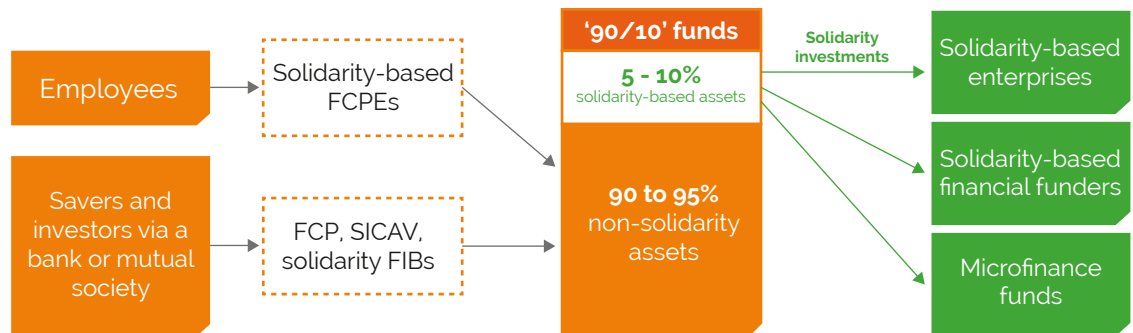 Employees
Savers and
investors via a
bank or mutual
society
Solidarity-based
FCPEs
FCP, SICAV,
solidarity FIBs
‘90/10’ funds
5 - 10%
solidarity-based assets
90 to 95%
non-solidarity
assets
Solidarity
investments
Solidarity-based
enterprises
Solidarity-based
financial funders
Microfinance
funds